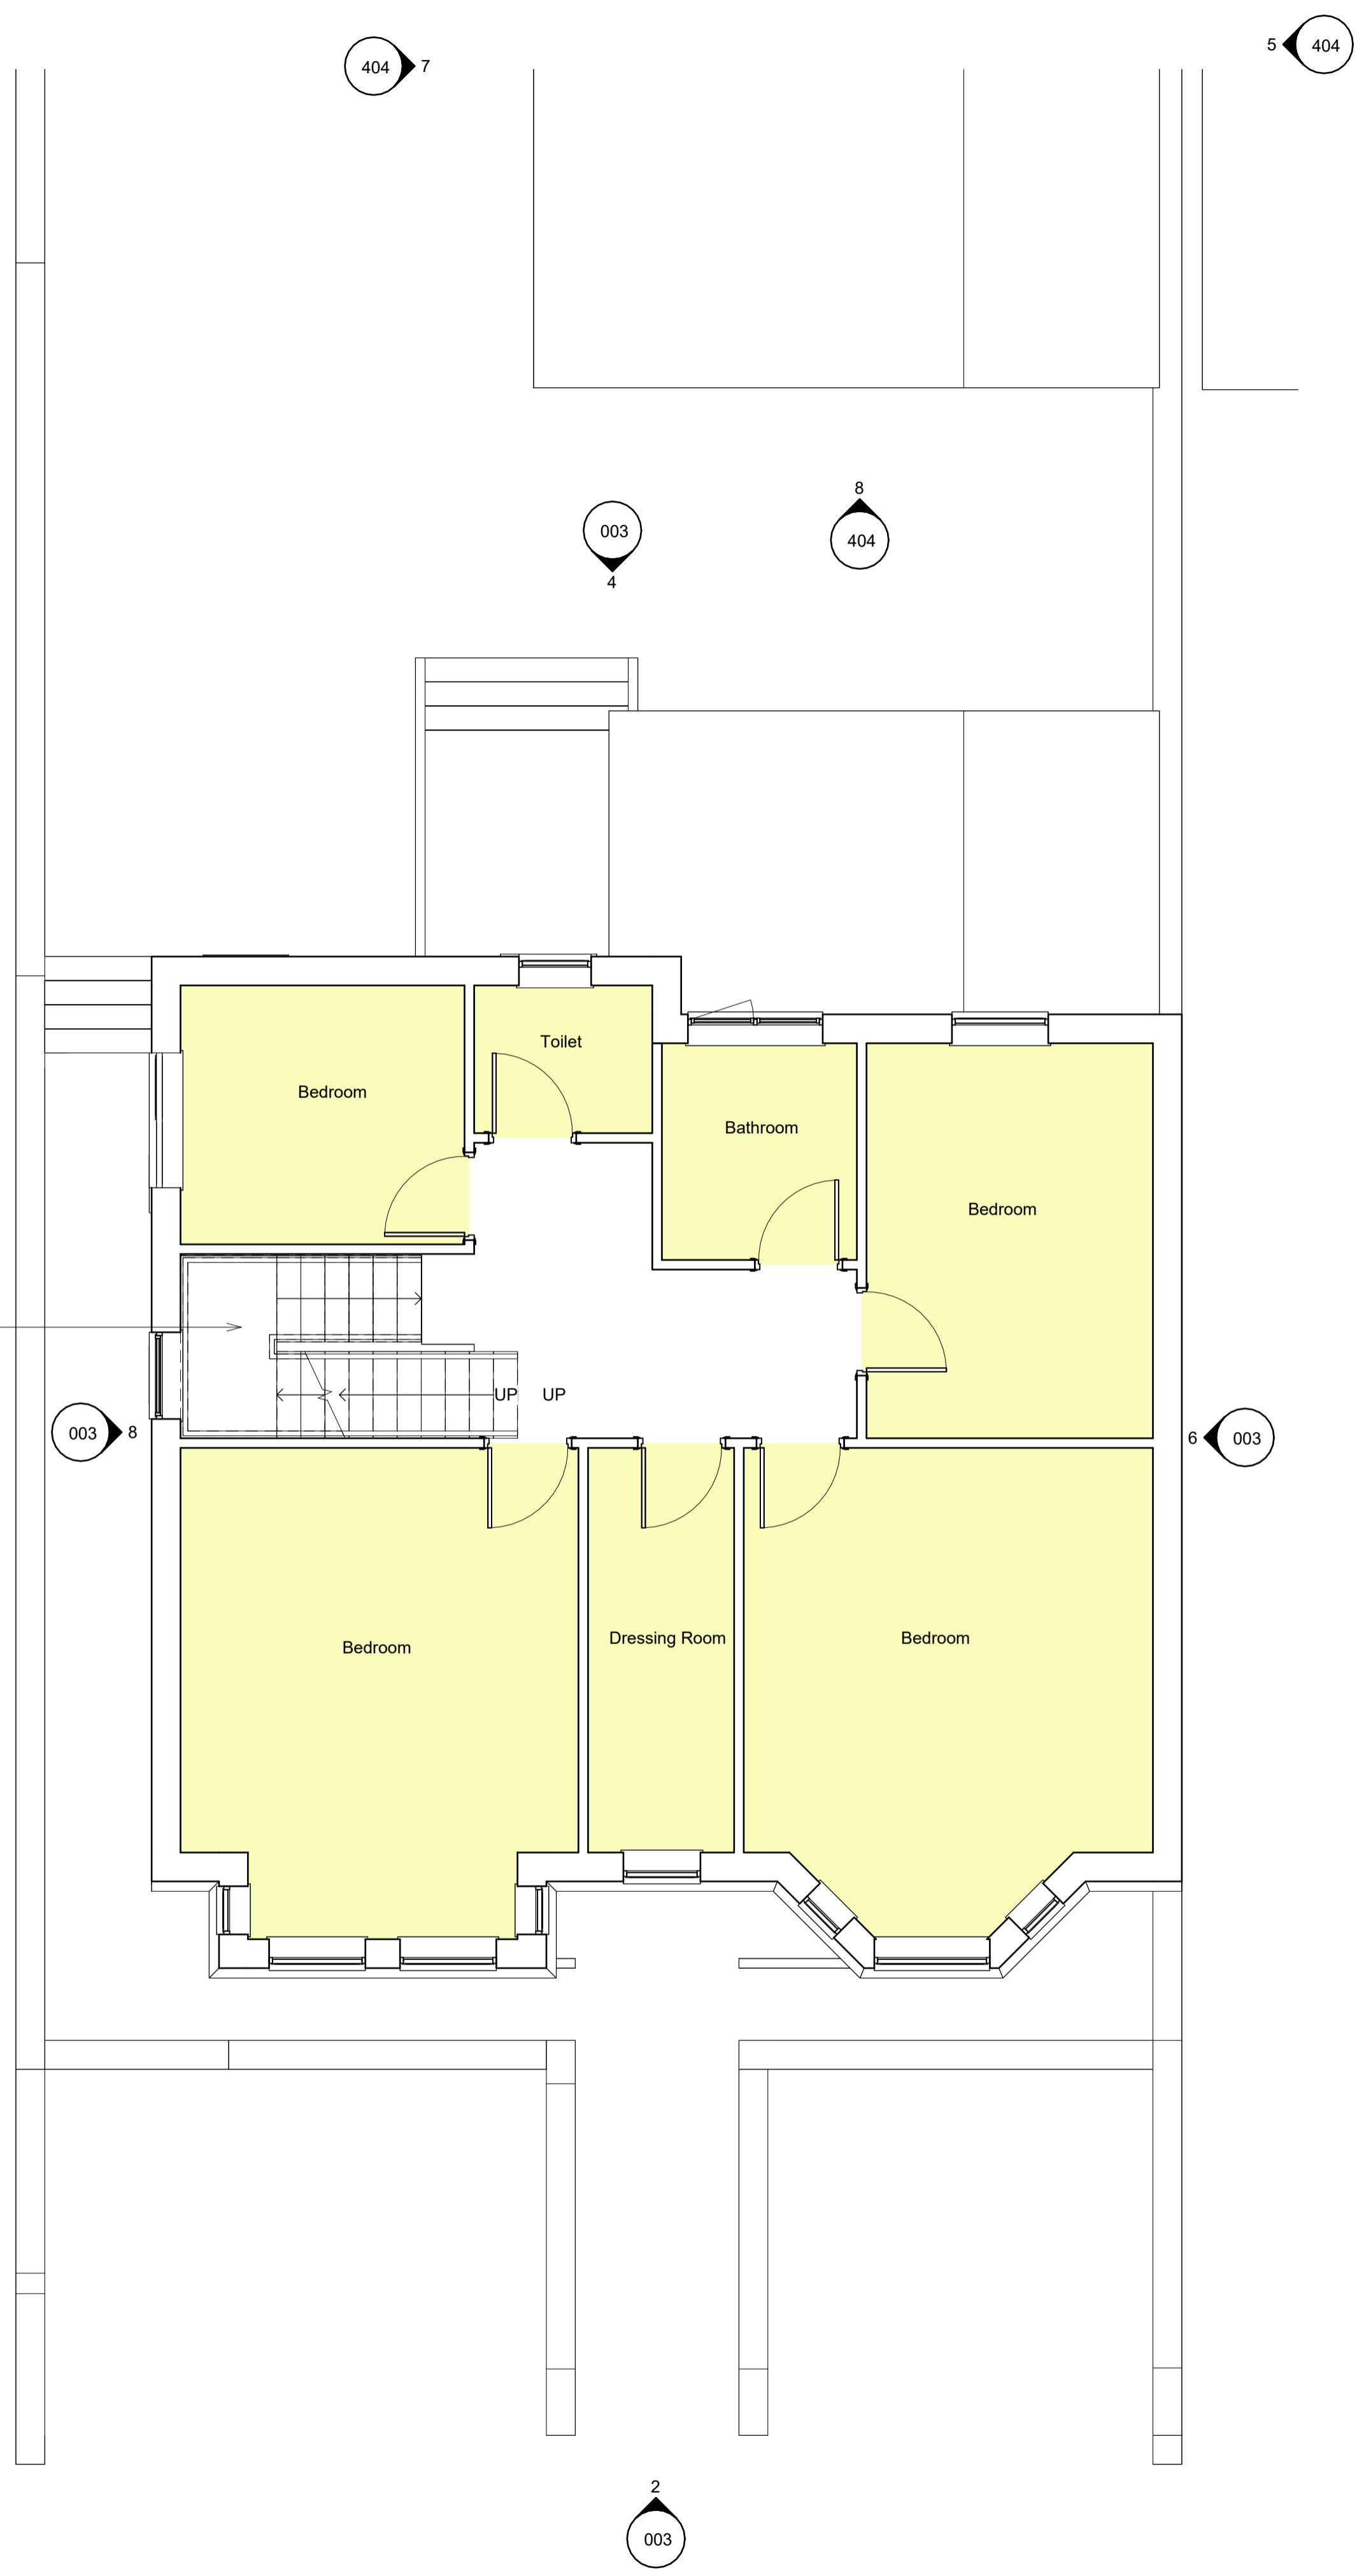 404 7
5 404
8
003
404
4
Toilet
Bedroom
Bathroom
Bedroom
UP UP
003 8
6 003
Bedroom
Dressing Room
Bedroom
2
003